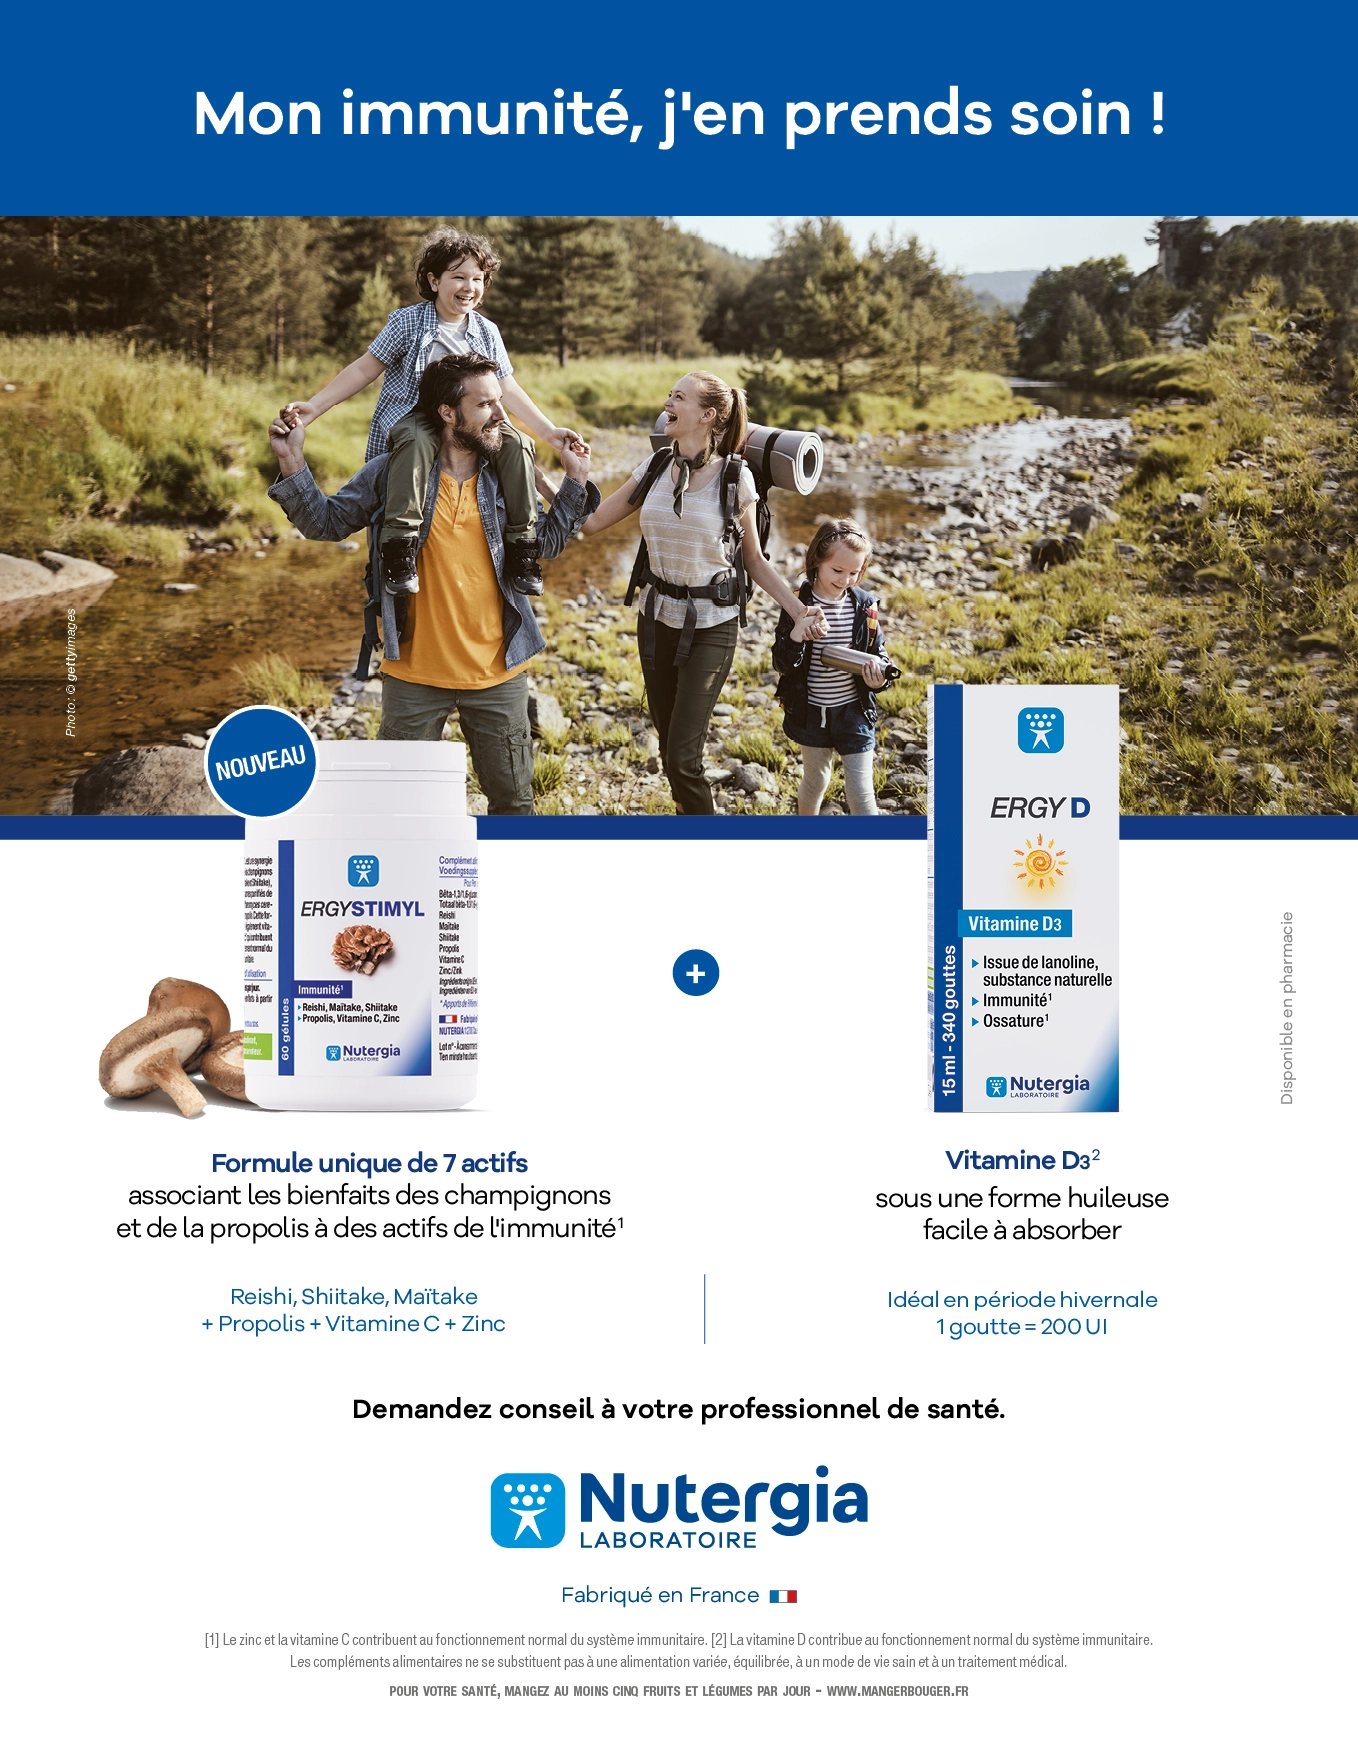 Mon immunité, j'en prends soin !
Photo : © gettyimages
NOUVEAU
ERGYSTIMYL
Immunité¹
Reishi, Maïtake, Shiitake
Propolis, Vitamine C, Zinc
60 gélules
Nutergia
LABORATOIRE
Reishi
Maïtake
Shiitake
Propolis
Vitamine C
Zinc/Zink
+
ERGY D
Vitamine D3
Issue de lanoline,
substance naturelle
Immunité¹
Ossature¹
15 ml - 340 gouttes
Nutergia
LABORATOIRE
Disponible en pharmacie
Formule unique de 7 actifs
associant les bienfaits des champignons
et de la propolis à des actifs de l'immunité¹
Reishi, Shiitake, Maïtake
+ Propolis + Vitamine C + Zinc
Vitamine D3²
sous une forme huileuse
facile à absorber
Idéal en période hivernale
1 goutte = 200 UI
Demandez conseil à votre professionnel de santé.
Nutergia
LABORATOIRE
Fabriqué en France
[1] Le zinc et la vitamine C contribuent au fonctionnement normal du système immunitaire. [2] La vitamine D contribue au fonctionnement normal du système immunitaire.
Les compléments alimentaires ne se substituent pas à une alimentation variée, équilibrée, à un mode de vie sain et à un traitement médical.
POUR VOTRE SANTÉ, MANGEZ AU MOINS CINQ FRUITS ET LÉGUMES PAR JOUR - WWW.MANGERBOUGER.FR